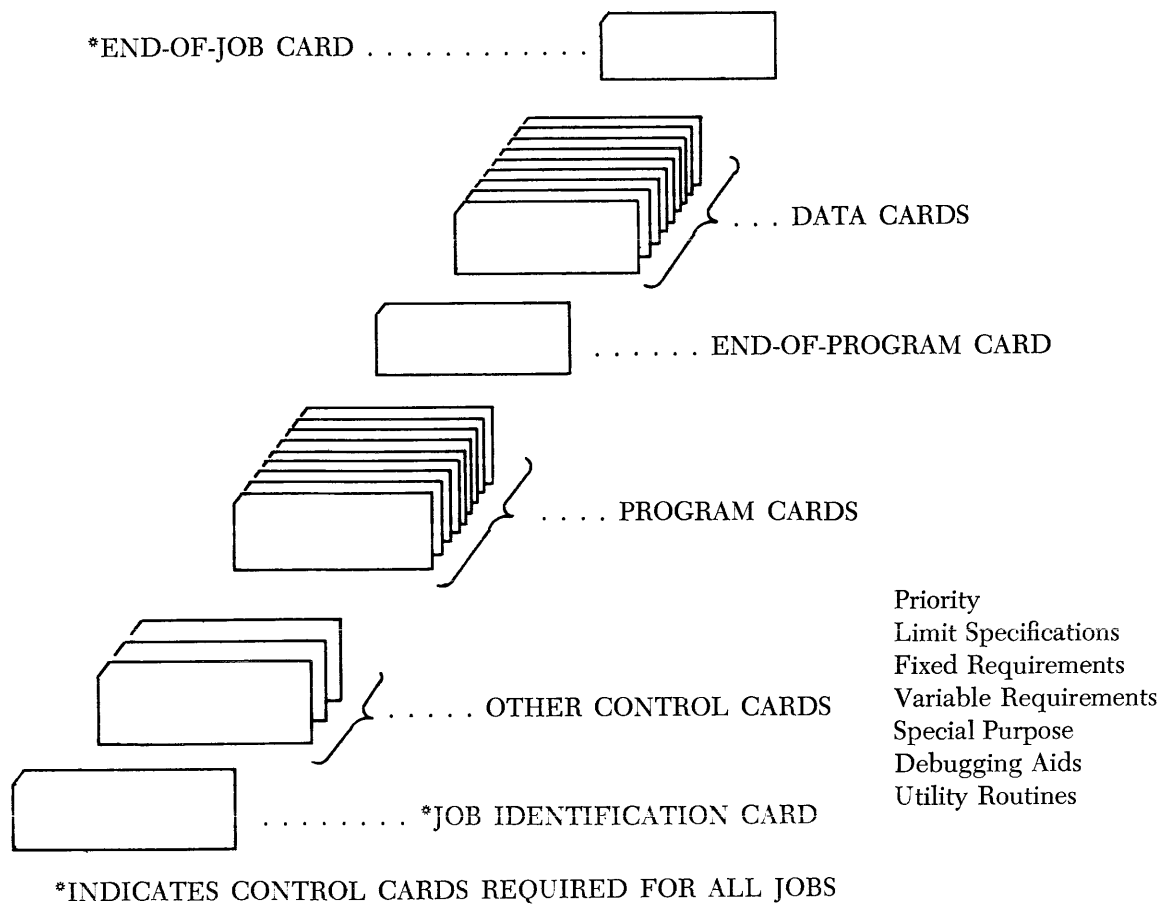 *END-OF-JOB CARD . . . . . . . . . . . .
. . . DATA CARDS
. . . . . . END-OF-PROGRAM CARD
. . . . PROGRAM CARDS
. . . . . OTHER CONTROL CARDS
Priority
Limit Specifications
Fixed Requirements
Variable Requirements
Special Purpose
Debugging Aids
Utility Routines
. . . . . . . . *JOB IDENTIFICATION CARD
*INDICATES CONTROL CARDS REQUIRED FOR ALL JOBS